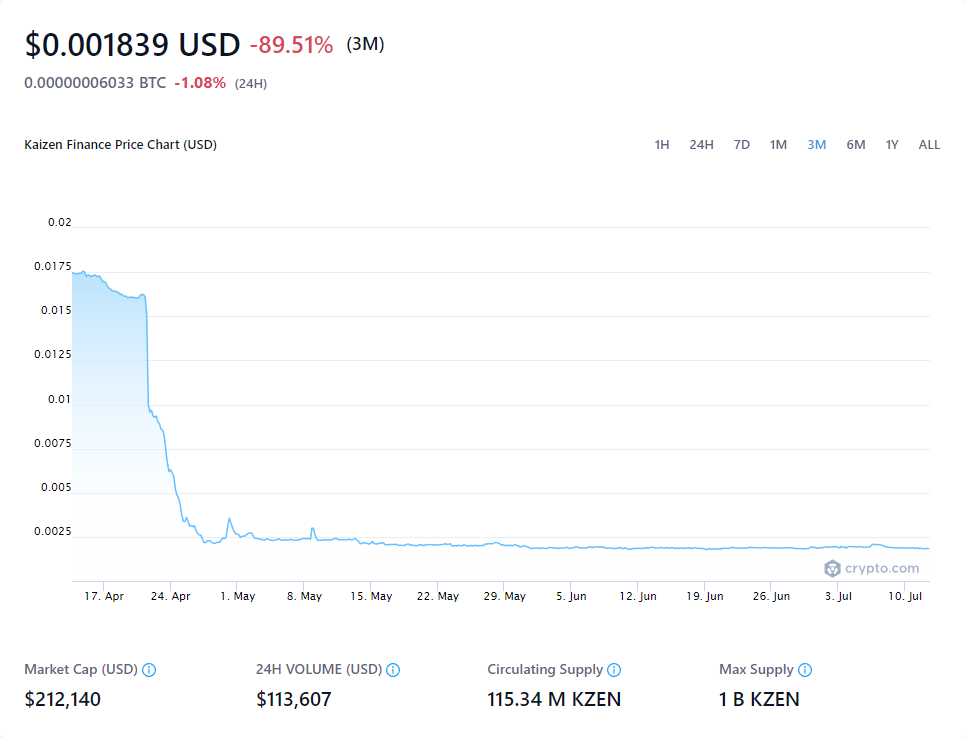 $0.001839 USD -89.51% (3M)
0.00000006033 BTC -1.08% (24H)
Kaizen Finance Price Chart (USD)
1H 24H 7D 1M 3M 6M 1Y ALL
0.02
0.0175
0.015
0.0125
0.01
0.0075
0.005
0.0025
crypto.com
17. Apr 24. Apr 1. May 8. May 15. May 22. May 29. May 5. Jun 12. Jun 19. Jun 26. Jun 3. Jul 10. Jul
Market Cap (USD) 24H VOLUME (USD) Circulating Supply Max Supply
$212,140 $113,607 115.34 M KZEN 1 B KZEN